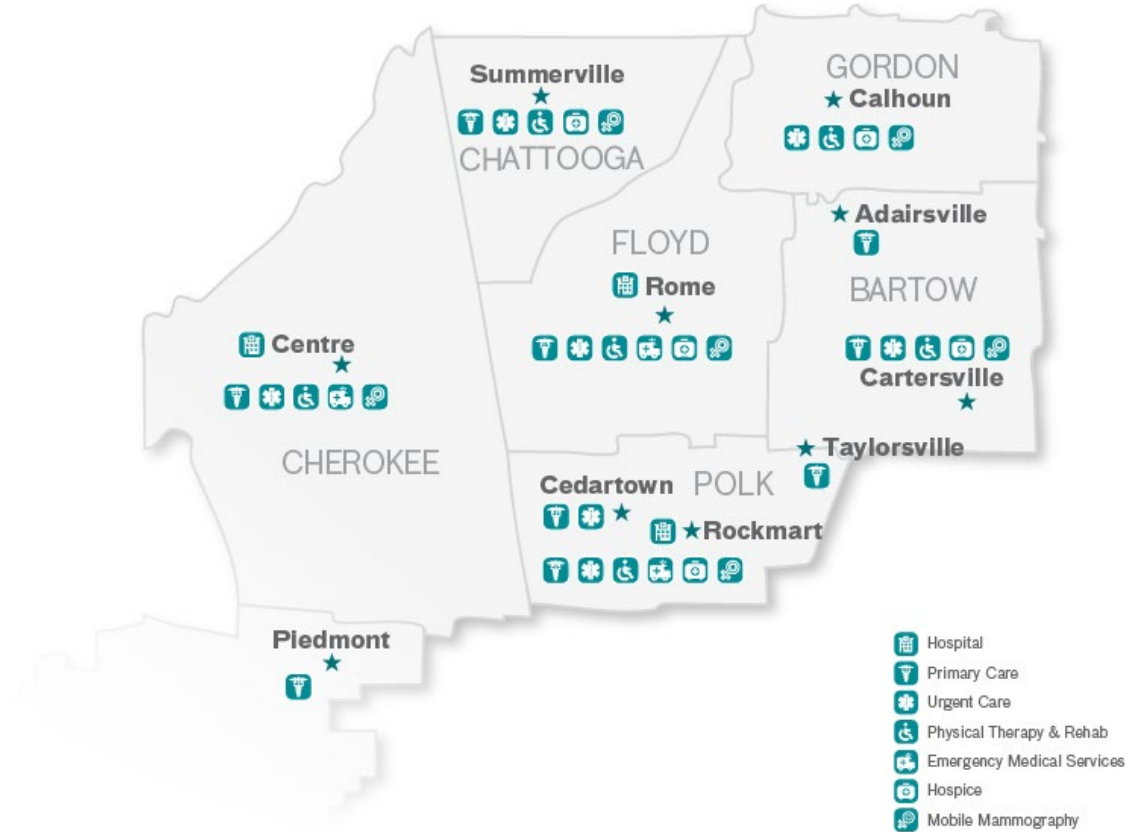 Summerville
CHATTOOGA
GORDON
Calhoun
Adairsville
BARTOW
Cartersville
FLOYD
Rome
Centre
CHEROKEE
Taylorsville
Cedartown
POLK
Rockmart
Piedmont
Hospital
Primary Care
Urgent Care
Physical Therapy & Rehab
Emergency Medical Services
Hospice
Mobile Mammography